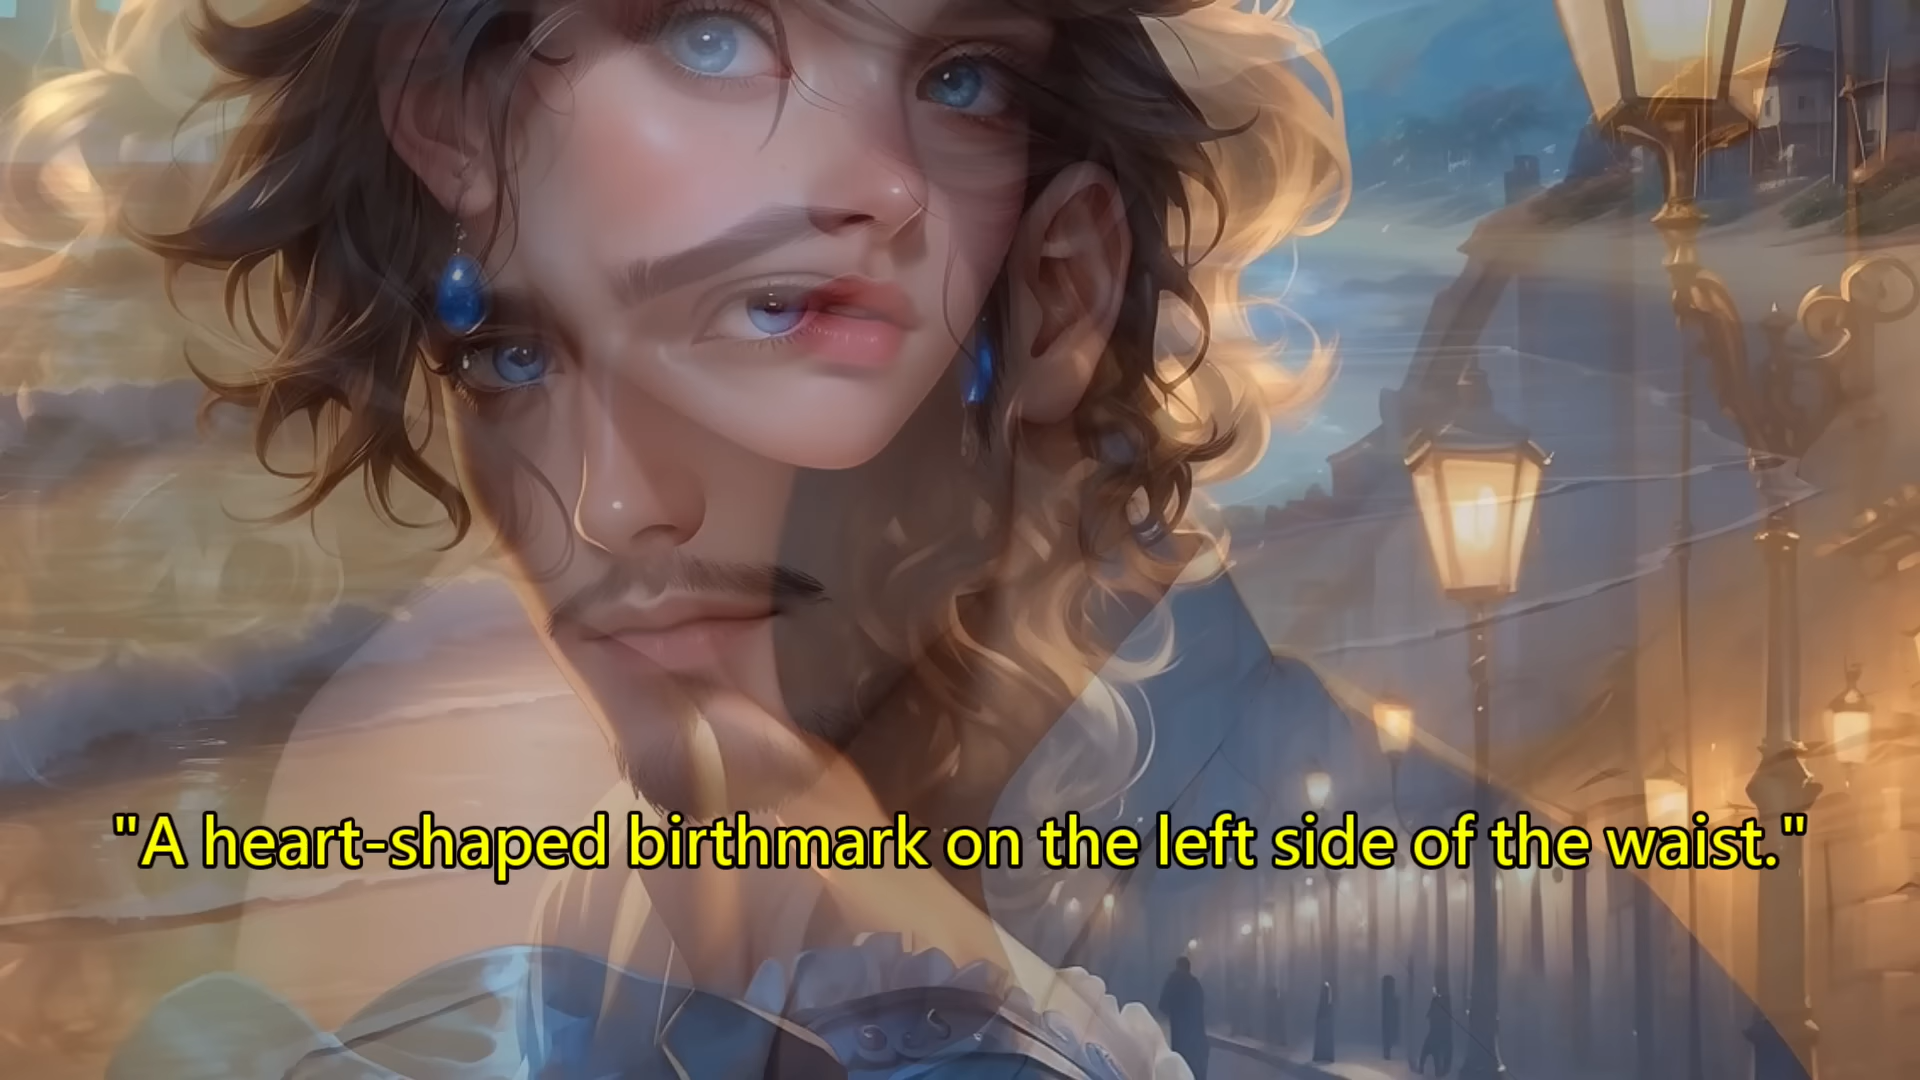 "A heart-shaped birthmark on the left side of the waist."